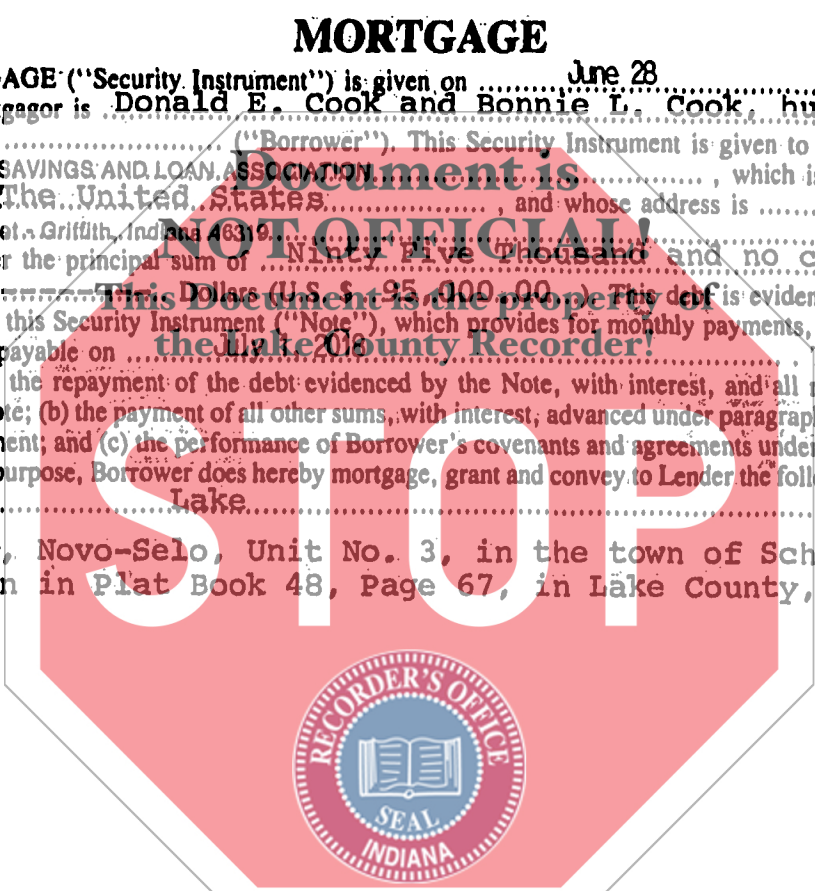 MORTGAGE
AGE ("Security Instrument") is given on ........ June 28
gagor is Donald E. Cook and Bonnie L. Cook, hu
("Borrower"). This Security Instrument is given to
SAVINGS AND LOAN ASSOCIATION ........ , which i
The United States ........ , and whose address is ......
et - Griffith, Indiana 46319
r the principal sum of .. Ninty Five Thousand and no c
Dollars (U.S. $ 95,000.00 ). This debt is eviden
this Security Instrument ("Note"), which provides for monthly payments,
payable on .... July 1,
the repayment of the debt evidenced by the Note, with interest, and all
te; (b) the payment of all other sums, with interest, advanced under paragrap
ent; and (c) the performance of Borrower's covenants and agreements under
urpose, Borrower does hereby mortgage, grant and convey to Lender the foll
Lake
, Novo-Selo, Unit No. 3, in the town of Sch
n in Plat Book 48, Page 67, in Lake County,
Document is
NOT OFFICIAL!
This Document is the property of
the Lake County Recorder!
STOP
RECORDER'S OFFICE
SEAL
INDIANA